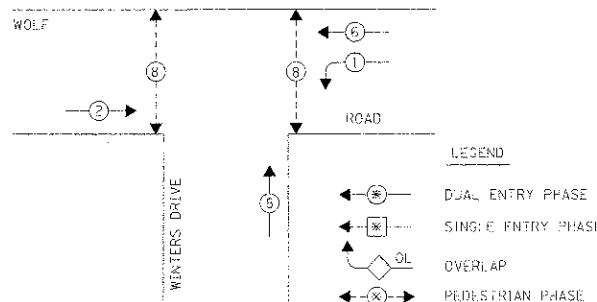 WOLF
6
1
8
8
2
ROAD
8
WINTERS DRIVE
LEGEND
* DUAL ENTRY PHASE
* SINGLE ENTRY PHASE
OL OVERLAP
* PEDESTRIAN PHASE